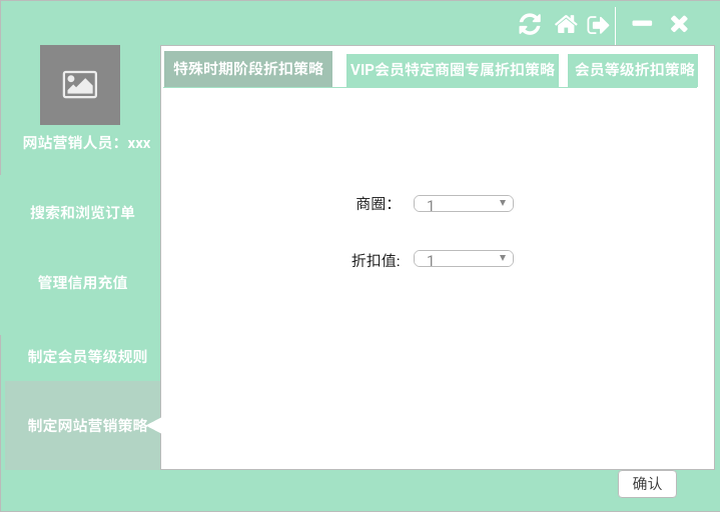 特殊时期阶段折扣策略
VIP会员特定商圈专属折扣策略
会员等级折扣策略
网站营销人员：xxx
搜索和浏览订单
管理信用充值
制定会员等级规则
制定网站营销策略
商圈：
1
折扣值:
1
确认